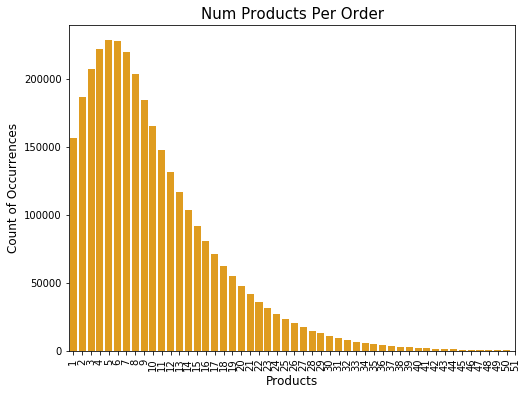 Num Products Per Order
Count of Occurrences
200000
150000
100000
50000
0
1 2 3 4 5 6 7 8 9 10 11 12 13 14 15 16 17 18 19 20 21 22 23 24 25 26 27 28 29 30 31 32 33 34 35 36 37 38 39 40 41 42 43 44 45 46 47 48 49 50 51
Products